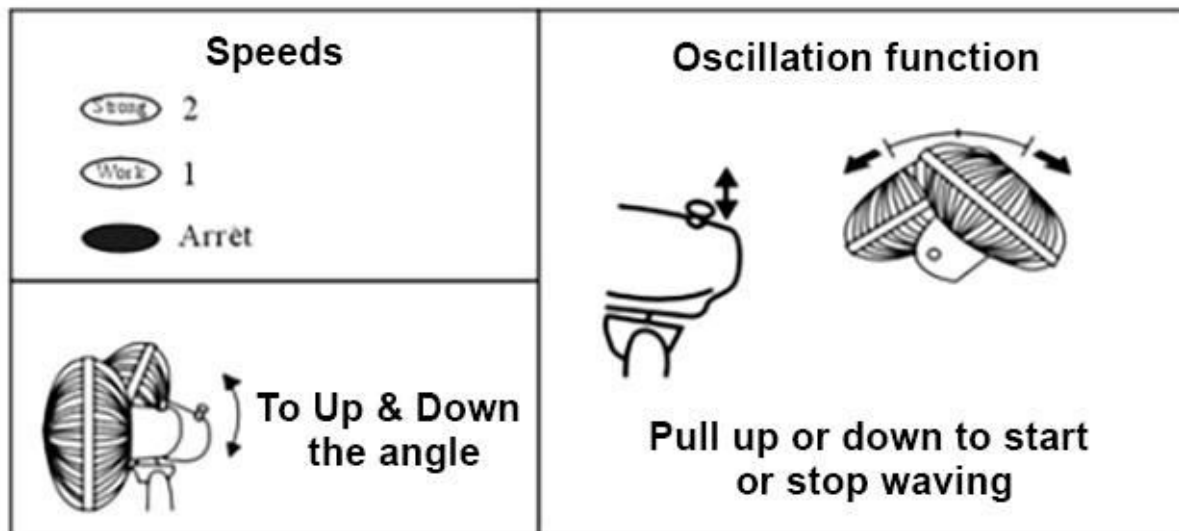 Speeds
Strong 2
Work 1
Arrèt
To Up & Down
the angle
Oscillation function
Pull up or down to start
or stop waving